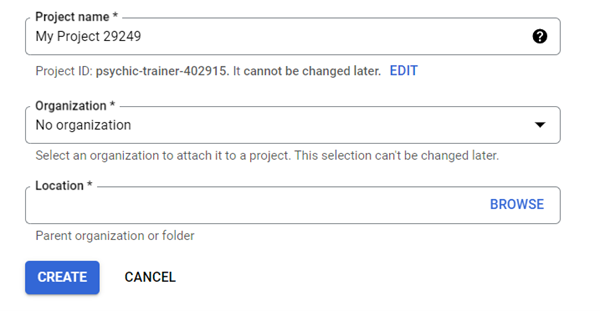 Project name *
My Project 29249
Project ID: psychic-trainer-402915. It cannot be changed later. EDIT
Organization *
No organization
Select an organization to attach it to a project. This selection can't be changed later.
Location *
BROWSE
Parent organization or folder
CREATE CANCEL